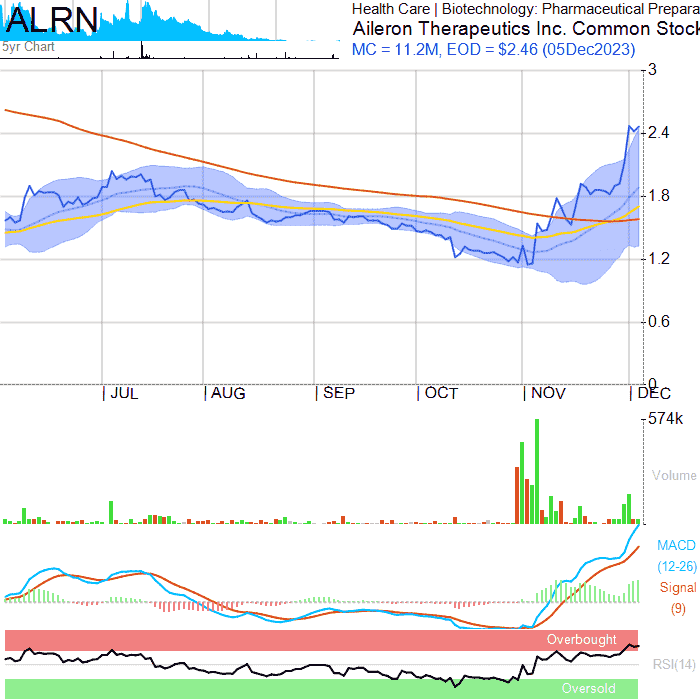 ALRN
5yr Chart
Health Care | Biotechnology: Pharmaceutical Prepara
Aileron Therapeutics Inc. Common Stock
MC = 11.2M, EOD = $2.46 (05Dec2023)
3
2.4
1.8
1.2
0.6
0
JUL AUG SEP OCT NOV DEC
574k
Volume
MACD
(12-26)
Signal
(9)
Overbought
RSI(14)
Oversold